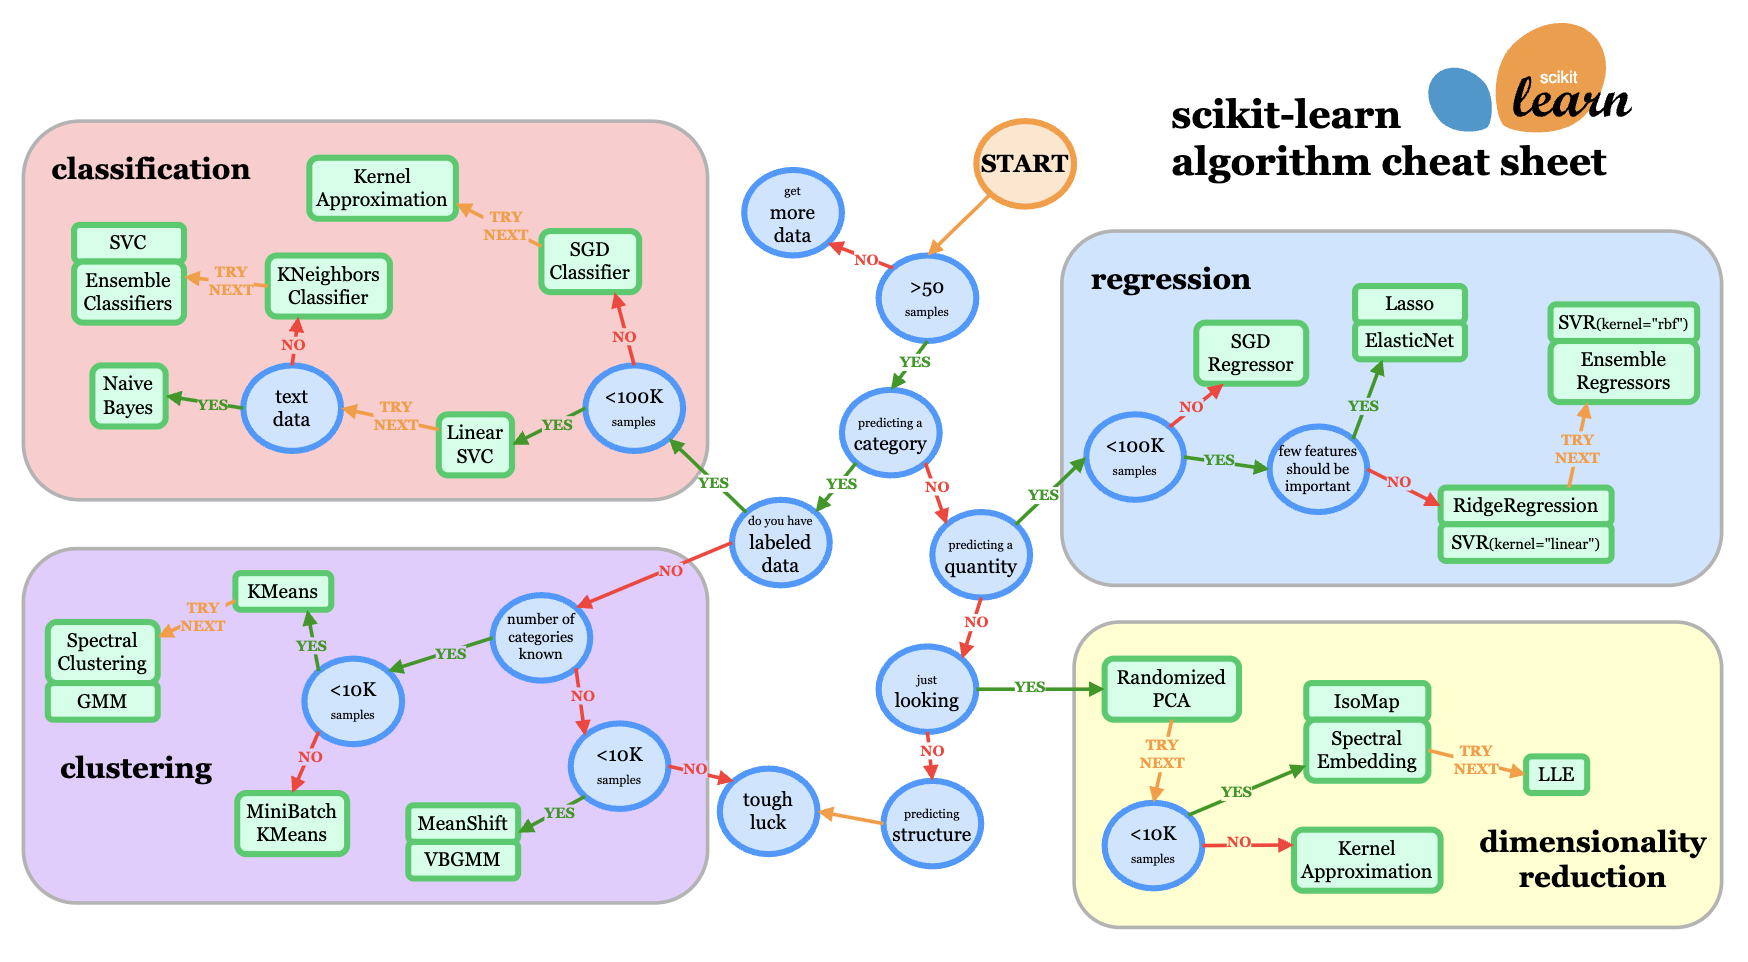 scikit
learn
scikit-learn
algorithm cheat sheet
START
get
more
data
NO
>50
samples
YES
predicting a
category
YES
NO
do you have
labeled
data
YES
NO
predicting a
quantity
YES
NO
just
looking
YES
NO
predicting
structure
tough
luck
classification
Kernel
Approximation
TRY
NEXT
SGD
Classifier
SVC
Ensemble
Classifiers
TRY
NEXT
KNeighbors
Classifier
NO
NO
Naive
Bayes
YES
text
data
TRY
NEXT
Linear
SVC
YES
<100K
samples
regression
SGD
Regressor
Lasso
ElasticNet
SVR(kernel="rbf")
Ensemble
Regressors
NO
YES
TRY
NEXT
<100K
samples
YES
few features
should be
important
NO
RidgeRegression
SVR(kernel="linear")
clustering
KMeans
TRY
NEXT
Spectral
Clustering
GMM
YES
<10K
samples
YES
number of
categories
known
NO
NO
MiniBatch
KMeans
<10K
samples
NO
YES
MeanShift
VBGMM
Randomized
PCA
TRY
NEXT
IsoMap
Spectral
Embedding
TRY
NEXT
LLE
YES
<10K
samples
NO
Kernel
Approximation
dimensionality
reduction